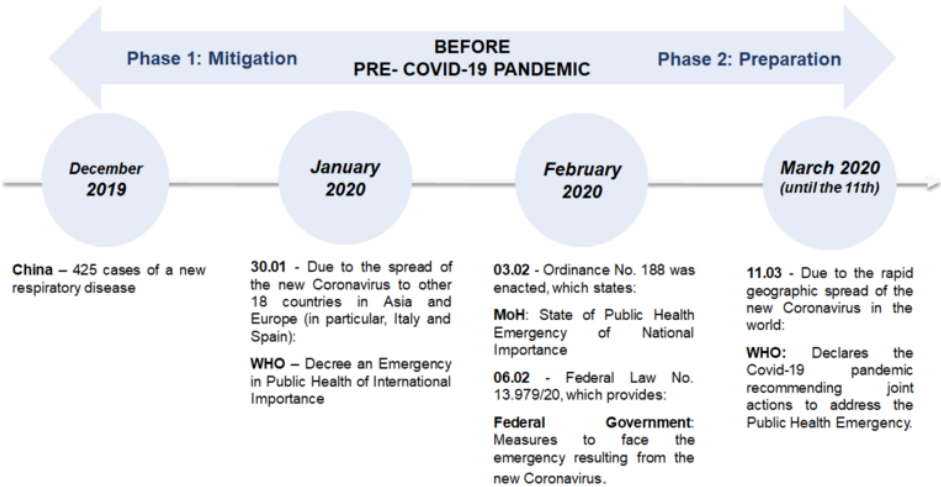 Phase 1: Mitigation
BEFORE
PRE- COVID-19 PANDEMIC
Phase 2: Preparation
December
2019
January
2020
February
2020
March 2020
(until the 11th)
China – 425 cases of a new
respiratory disease
30.01 - Due to the spread of
the new Coronavirus to other
18 countries in Asia and
Europe (in particular, Italy and
Spain):
WHO – Decree an Emergency
in Public Health of International
Importance
03.02 - Ordinance No. 188 was
enacted, which states:
MoH: State of Public Health
Emergency of National
Importance
06.02 - Federal Law No.
13.979/20, which provides:
Federal Government:
Measures to face the
emergency resulting from the
new Coronavirus.
11.03 - Due to the rapid
geographic spread of the
new Coronavirus in the
world:
WHO: Declares the
Covid-19 pandemic
recommending joint
actions to address the
Public Health Emergency.